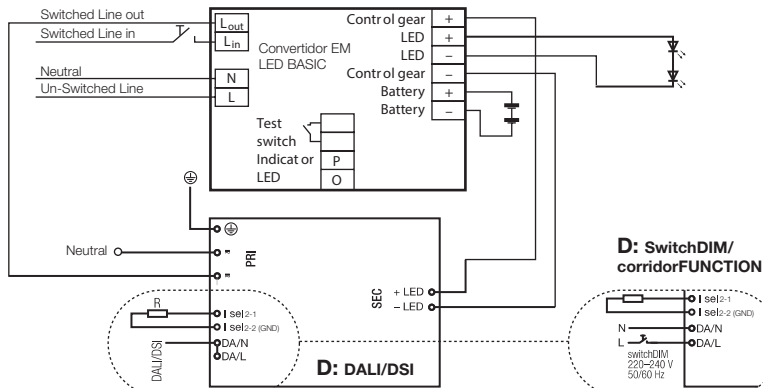 Switched Line out
Switched Line in
Neutral
Un-Switched Line
Lout
Lin
N
L
Convertidor EM
LED BASIC
Control gear +
LED +
LED −
Control gear −
Battery +
Battery −
Test
switch
Indicat or
LED
P
O
Neutral
PRI
SEC
+ LED
− LED
R
I sel2-1
I sel2-2 (GND)
DA/N
DA/L
DALI/DSI
D: DALI/DSI
D: SwitchDIM/
corridorFUNCTION
I sel2-1
I sel2-2 (GND)
N
DA/N
L
DA/L
switchDIM
220–240 V
50/60 Hz